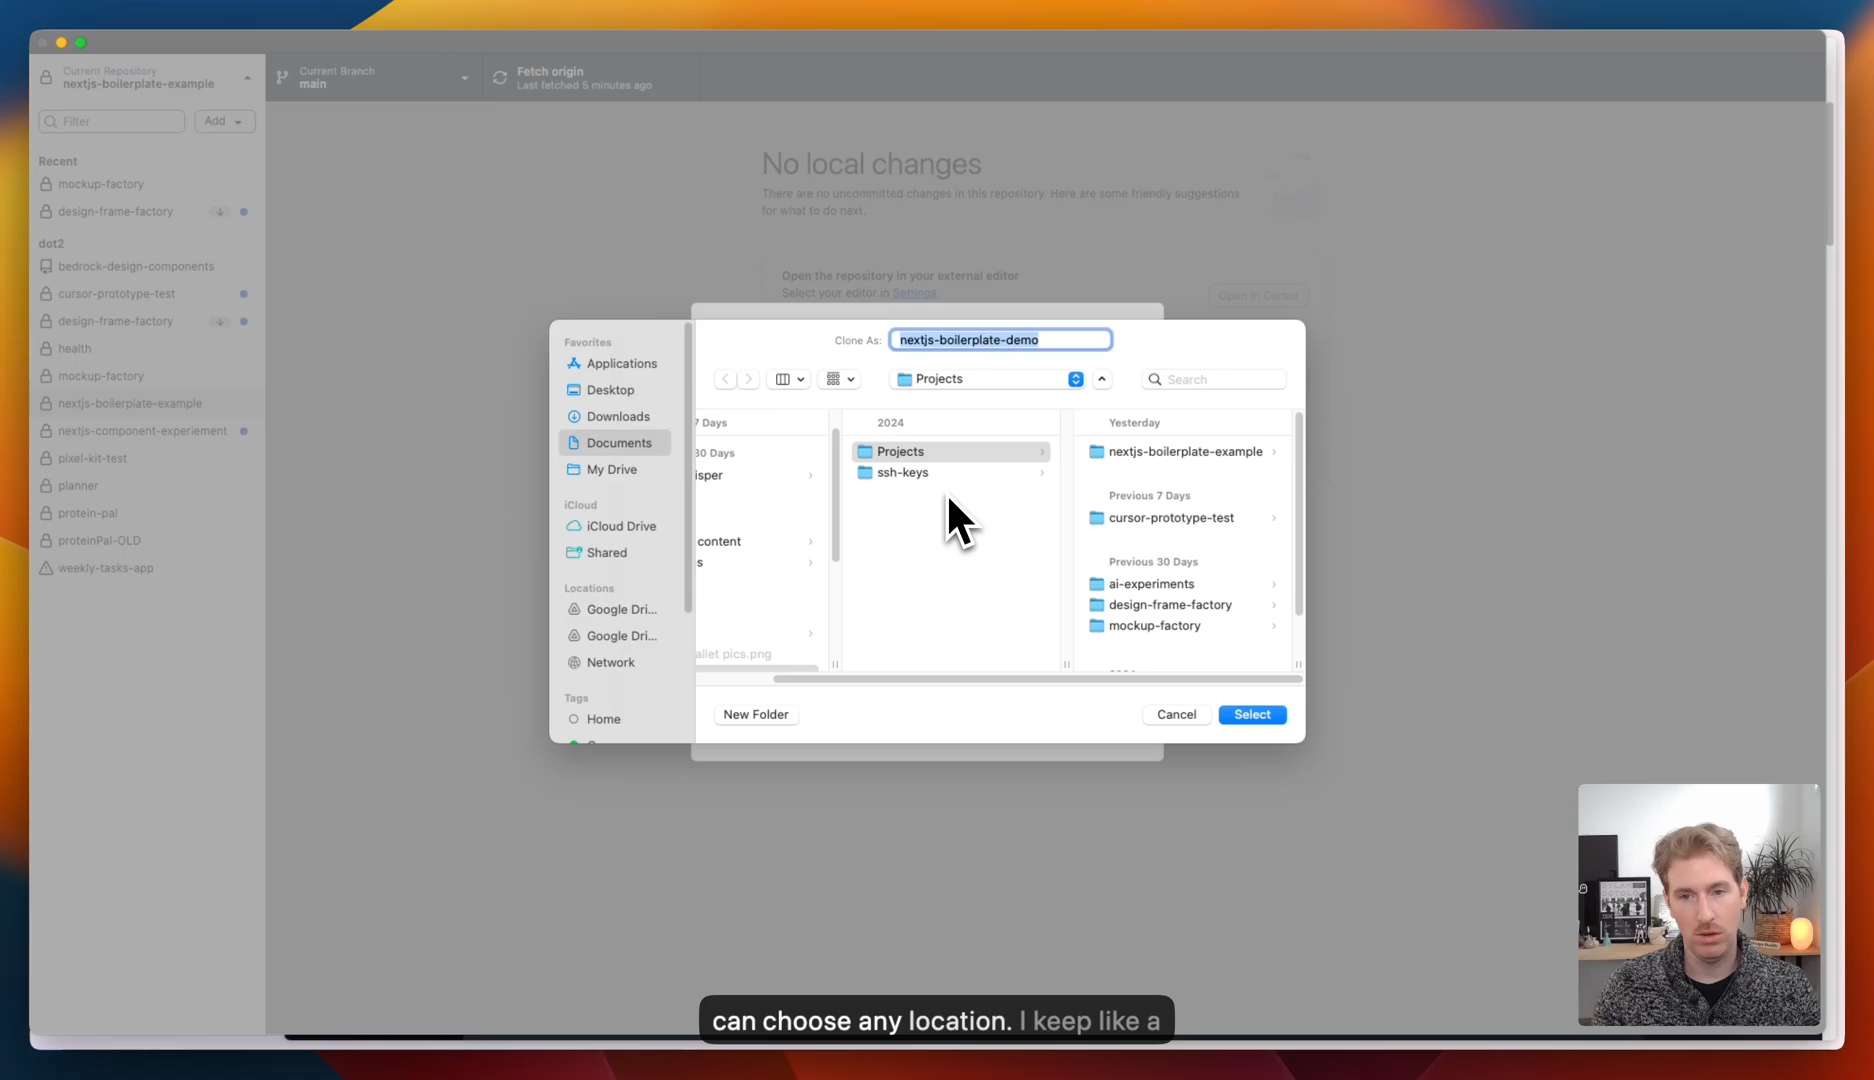 Current Repository
nextjs-boilerplate-example
Current Branch
main
Fetch origin
Last fetched 5 minutes ago
Filter
Add
Recent
mockup-factory
design-frame-factory
dot2
bedrock-design-components
cursor-prototype-test
design-frame-factory
health
mockup-factory
nextjs-boilerplate-example
nextjs-component-experiement
pixel-kit-test
planner
protein-pal
proteinPal-OLD
weekly-tasks-app
No local changes
There are no uncommitted changes in this repository. Here are some friendly suggestions
for what to do next.
Open the repository in your external editor
Select your editor in Settings
Open in Cursor
Favorites
Applications
Desktop
Downloads
Documents
My Drive
iCloud
iCloud Drive
Shared
Locations
Google Dri...
Google Dri...
Network
Tags
Home
Clone As:
nextjs-boilerplate-demo
Projects
Search
7 Days
30 Days
isper
content
s
allet pics.png
2024
Projects
ssh-keys
Yesterday
nextjs-boilerplate-example
Previous 7 Days
cursor-prototype-test
Previous 30 Days
ai-experiments
design-frame-factory
mockup-factory
New Folder
Cancel
Select
can choose any location. I keep like a